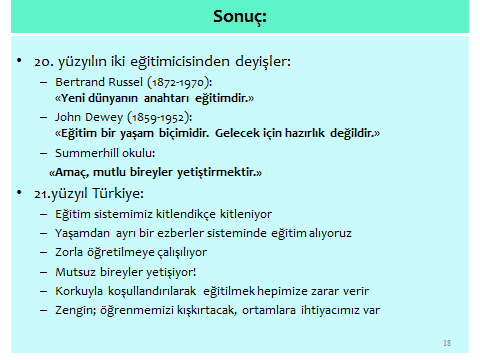 Sonuç:
• 20. yüzyılın iki eğitimicisinden deyişler:
– Bertrand Russel (1872-1970):
«Yeni dünyanın anahtarı eğitimdir.»
– John Dewey (1859-1952):
«Eğitim bir yaşam biçimidir. Gelecek için hazırlık değildir.»
– Summerhill okulu:
«Amaç, mutlu bireyler yetiştirmektir.»
• 21.yüzyıl Türkiye:
– Eğitim sistemimiz kitlendikçe kitleniyor
– Yaşamdan ayrı bir ezberler sisteminde eğitim alıyoruz
– Zorla öğretilmeye çalışılıyor
– Mutsuz bireyler yetişiyor!
– Korkuyla koşullandırılarak eğitilmek hepimize zarar verir
– Zengin; öğrenmemizi kışkırtacak, ortamlara ihtiyacımız var
18